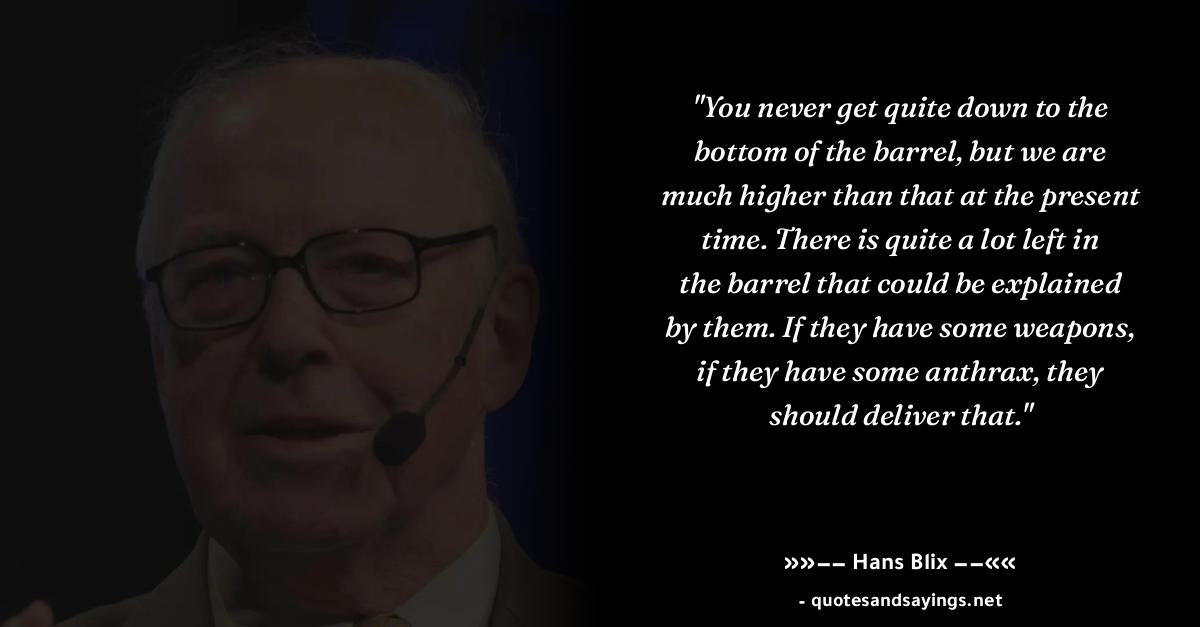 "You never get quite down to the
bottom of the barrel, but we are
much higher than that at the present
time. There is quite a lot left in
the barrel that could be explained
by them. If they have some weapons,
if they have some anthrax, they
should deliver that."
»»−− Hans Blix −−««
- quotesandsayings.net